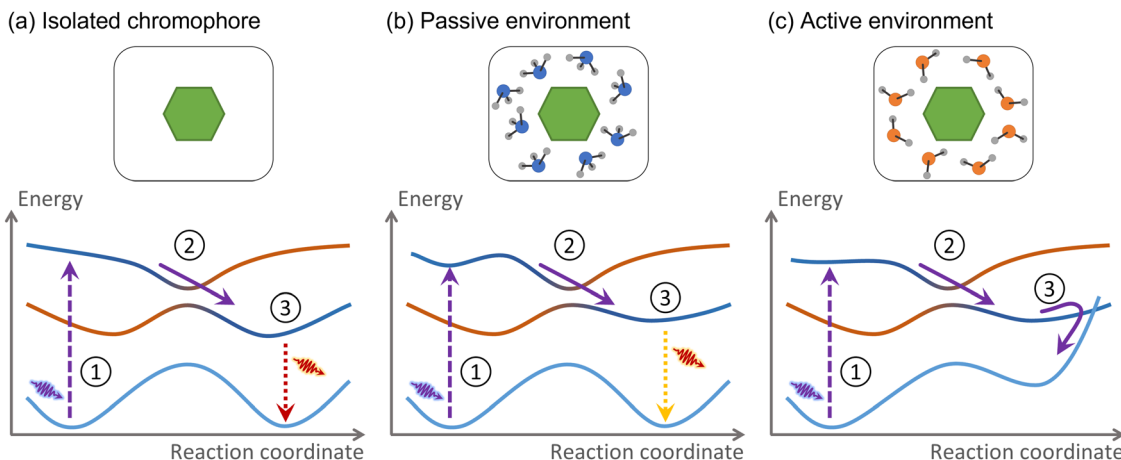 (a) Isolated chromophore
(b) Passive environment
(c) Active environment
Energy
②
③
①
Reaction coordinate
Energy
②
③
①
Reaction coordinate
Energy
②
③
①
Reaction coordinate